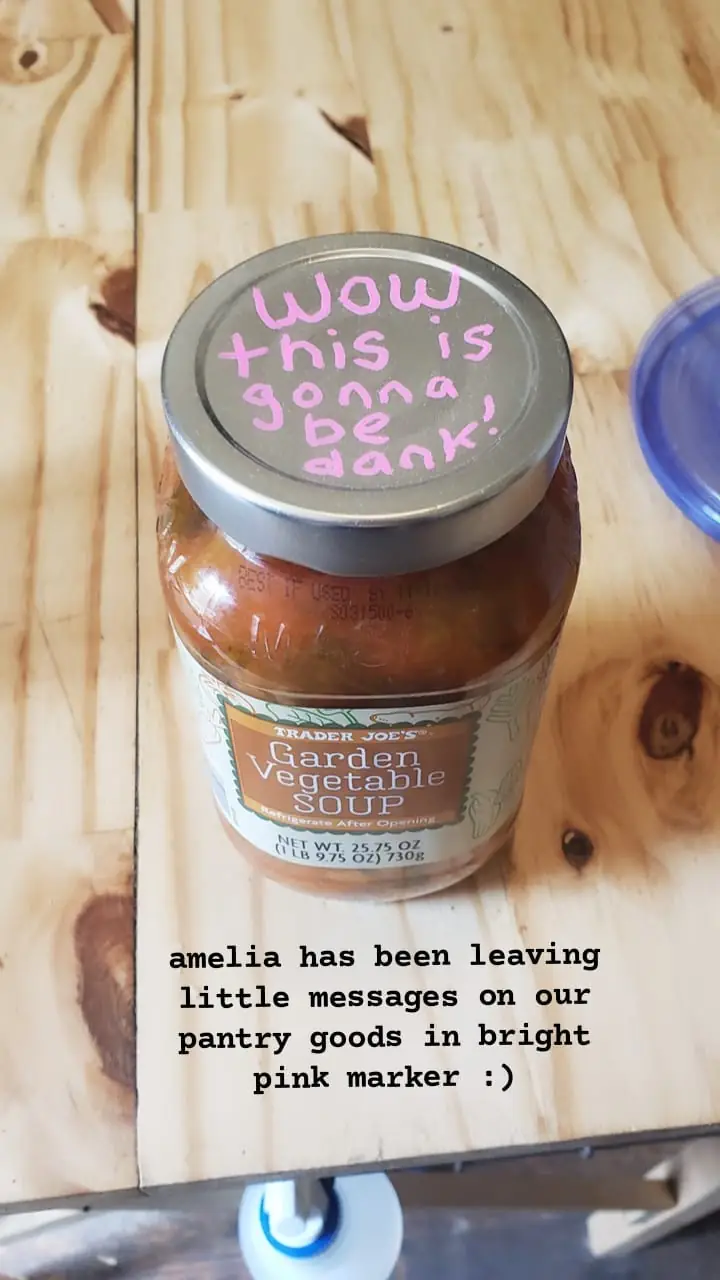 wow
this is
gonna
be
dank!
BEST IF USED BY 11
S031500-6
TRADER JOE'S®
Garden
Vegetable
SOUP
Refrigerate After Opening
NET WT. 25.75 OZ
(1 LB 9.75 OZ) 730g
amelia has been leaving
little messages on our
pantry goods in bright
pink marker :)